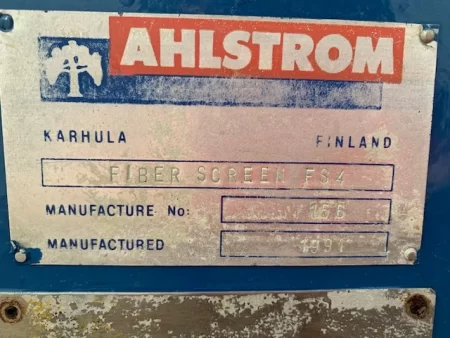 AHLSTROM
KARHULA FINLAND
FIBER SCREEN FS4
MANUFACTURE No: 156
MANUFACTURED 1991